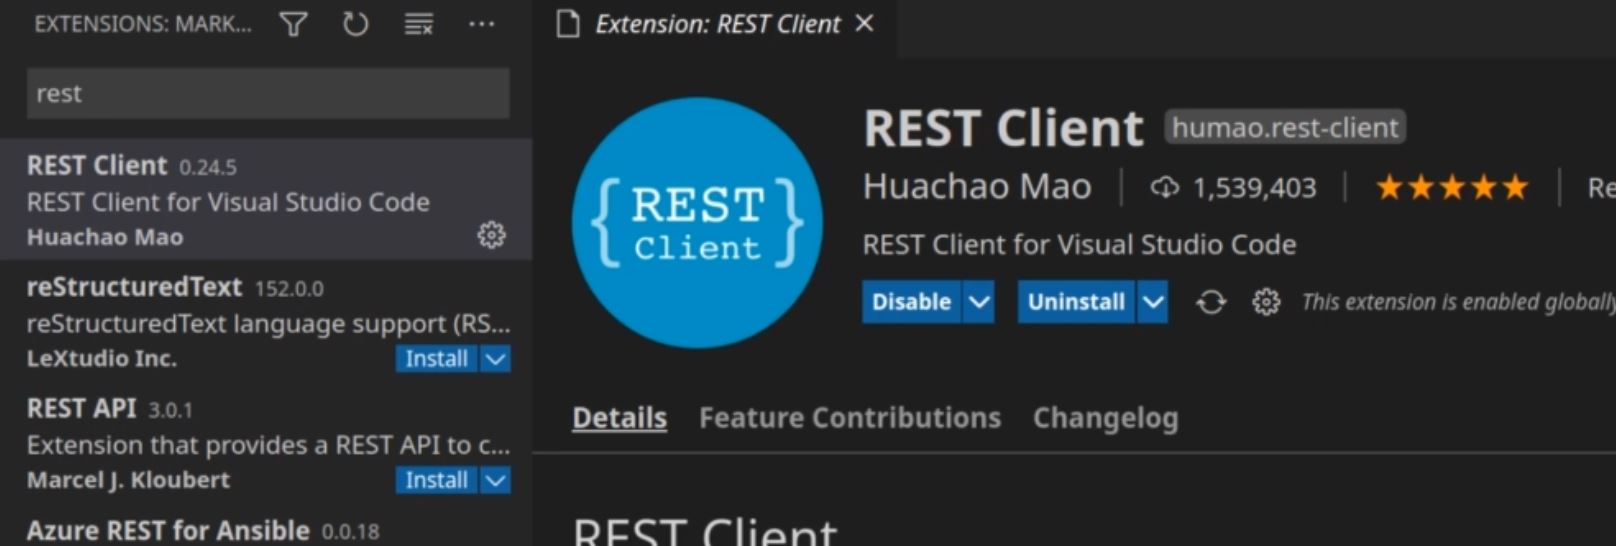 EXTENSIONS: MARK...
rest
REST Client 0.24.5
REST Client for Visual Studio Code
Huachao Mao
reStructuredText 152.0.0
reStructuredText language support (RS...
LeXtudio Inc. Install
REST API 3.0.1
Extension that provides a REST API to c...
Marcel J. Kloubert Install
Azure REST for Ansible 0.0.18
Extension: REST Client
{REST
Client}
REST Client humao.rest-client
Huachao Mao | 1,539,403 | ★★★★★ | Re
REST Client for Visual Studio Code
Disable Uninstall This extension is enabled globally
Details Feature Contributions Changelog
REST Client